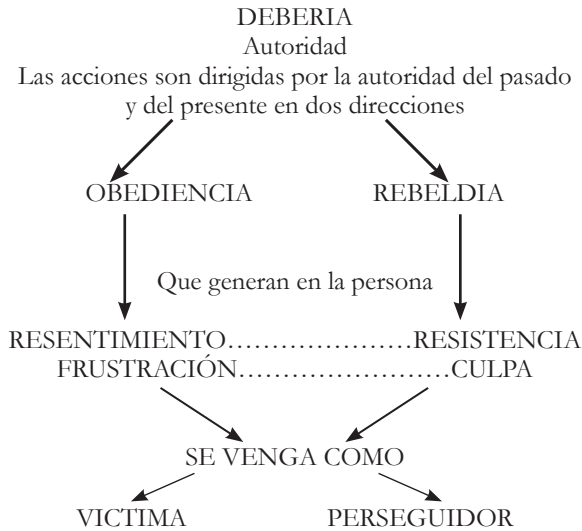 DEBERIA
Autoridad
Las acciones son dirigidas por la autoridad del pasado
y del presente en dos direcciones
OBEDIENCIA REBELDIA
Que generan en la persona
RESENTIMIENTO.....................RESISTENCIA
FRUSTRACIÓN........................CULPA
SE VENGA COMO
VICTIMA PERSEGUIDOR